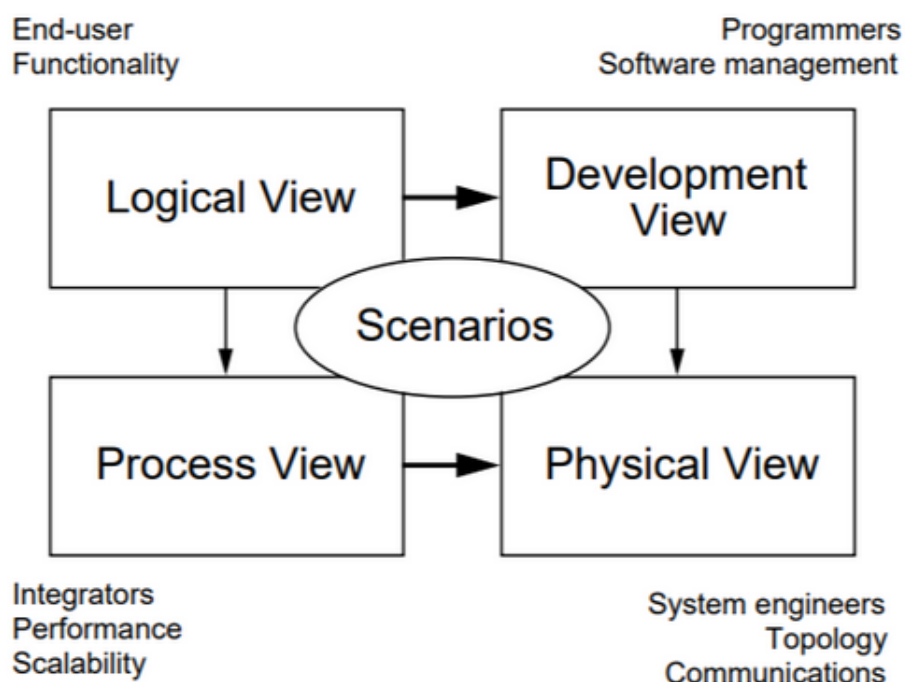 End-user
Functionality
Programmers
Software management
Logical View
Development
View
Scenarios
Process View
Physical View
Integrators
Performance
Scalability
System engineers
Topology
Communications